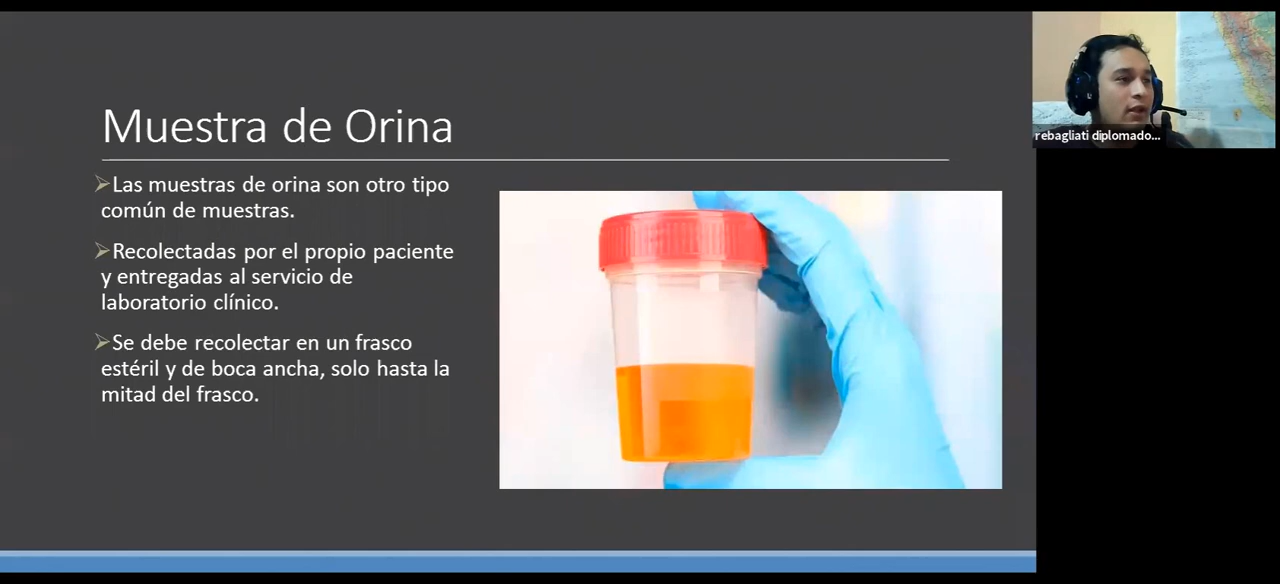 Muestra de Orina
➢Las muestras de orina son otro tipo
común de muestras.
➢Recolectadas por el propio paciente
y entregadas al servicio de
laboratorio clínico.
➢Se debe recolectar en un frasco
estéril y de boca ancha, solo hasta la
mitad del frasco.
rebagliati diplomado...